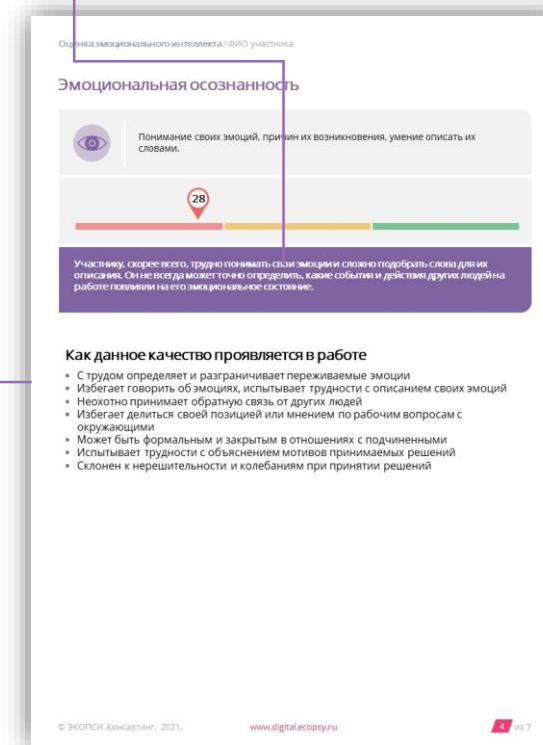 Оценка эмоционального интеллекта / ФИО участника
Эмоциональная осознанность
Понимание своих эмоций, причин их возникновения, умение описать их
словами.
28
Участнику, скорее всего, трудно понимать свои эмоции и сложно подобрать слова для их
описания. Он не всегда может точно определить, какие события и действия других людей на
работе повлияли на его эмоциональное состояние.
Как данное качество проявляется в работе
▪ С трудом определяет и разграничивает переживаемые эмоции
▪ Избегает говорить об эмоциях, испытывает трудности с описанием своих эмоций
▪ Неохотно принимает обратную связь от других людей
▪ Избегает делиться своей позицией или мнением по рабочим вопросам с
окружающими
▪ Может быть формальным и закрытым в отношениях с подчиненными
▪ Испытывает трудности с объяснением мотивов принимаемых решений
▪ Склонен к нерешительности и колебаниям при принятии решений
© ЭКОПСИ Консалтинг, 2021.
www.digital.ecopsy.ru
4 из 7